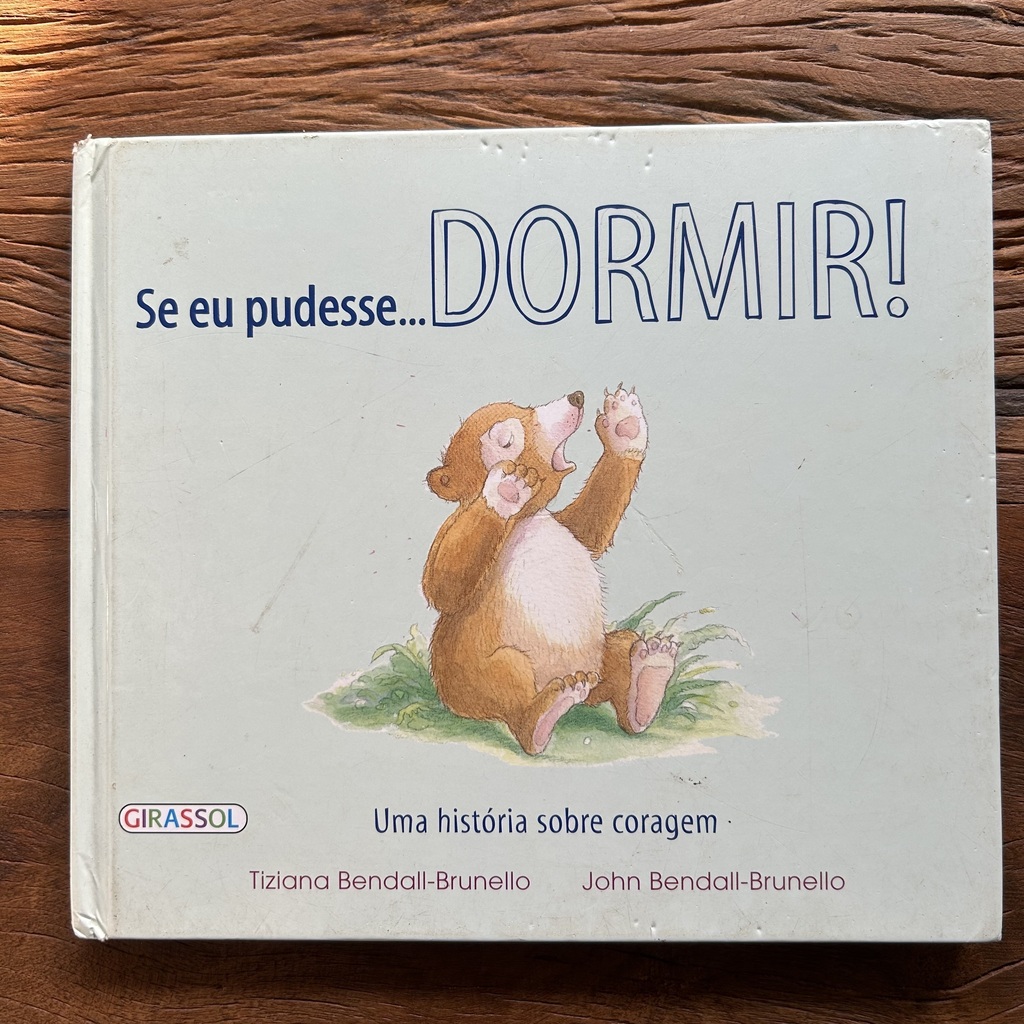 Se eu pudesse... DORMIR!
GIRASSOL
Uma história sobre coragem
Tiziana Bendall-Brunello John Bendall-Brunello